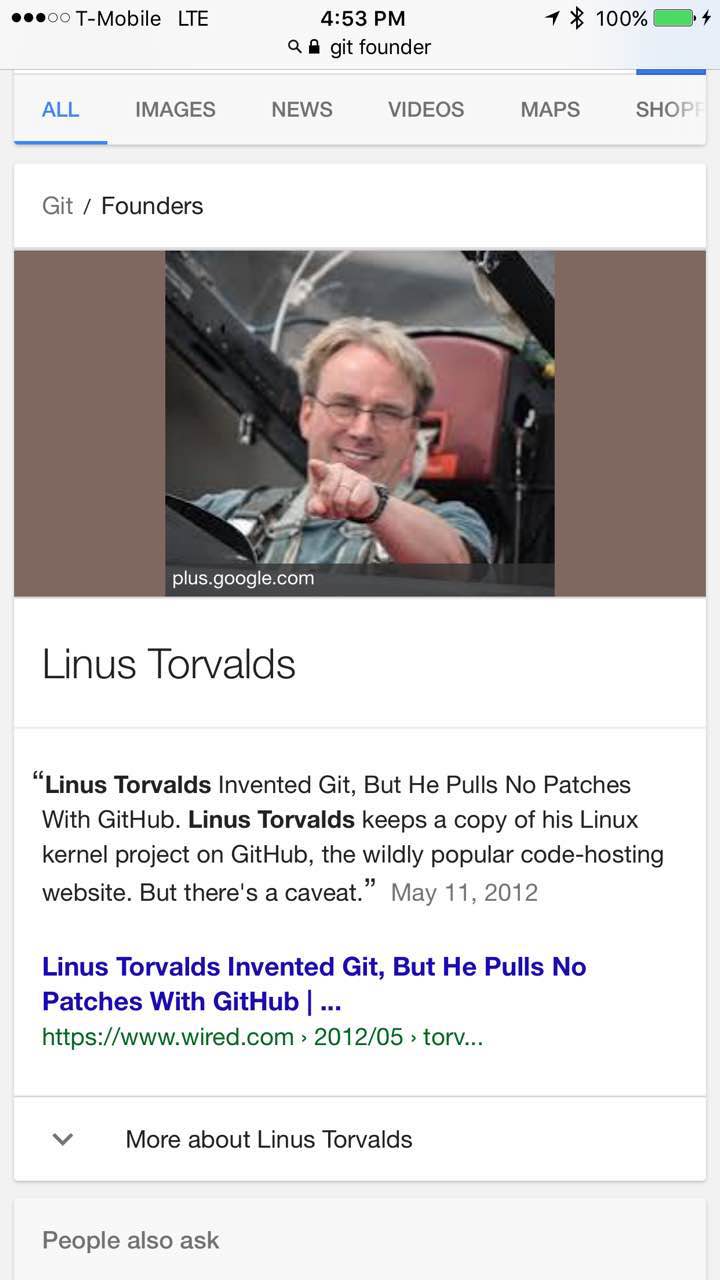 T-Mobile LTE 4:53 PM 100%
git founder
ALL IMAGES NEWS VIDEOS MAPS SHOPP
Git / Founders
plus.google.com
Linus Torvalds
“Linus Torvalds Invented Git, But He Pulls No Patches
With GitHub. Linus Torvalds keeps a copy of his Linux
kernel project on GitHub, the wildly popular code-hosting
website. But there's a caveat.” May 11, 2012
Linus Torvalds Invented Git, But He Pulls No
Patches With GitHub | ...
https://www.wired.com › 2012/05 › torv...
More about Linus Torvalds
People also ask